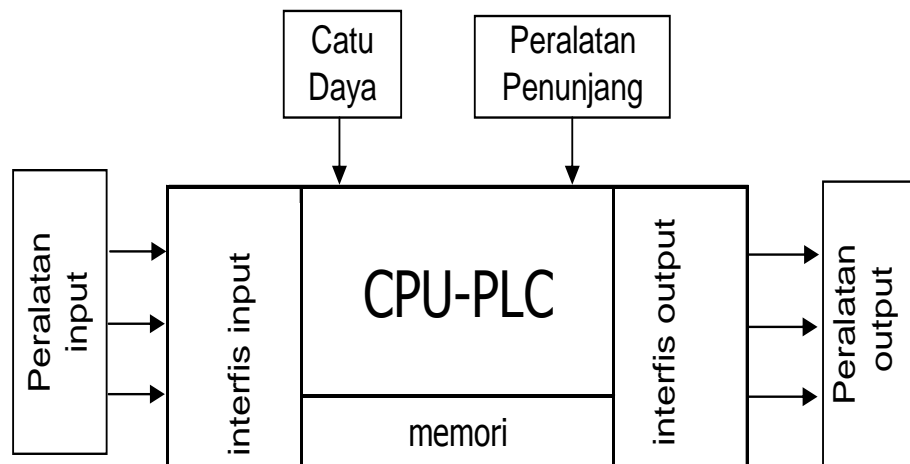 Catu
Daya
Peralatan
Penunjang
Peralatan
input
interfis input
CPU-PLC
memori
interfis output
Peralatan
output